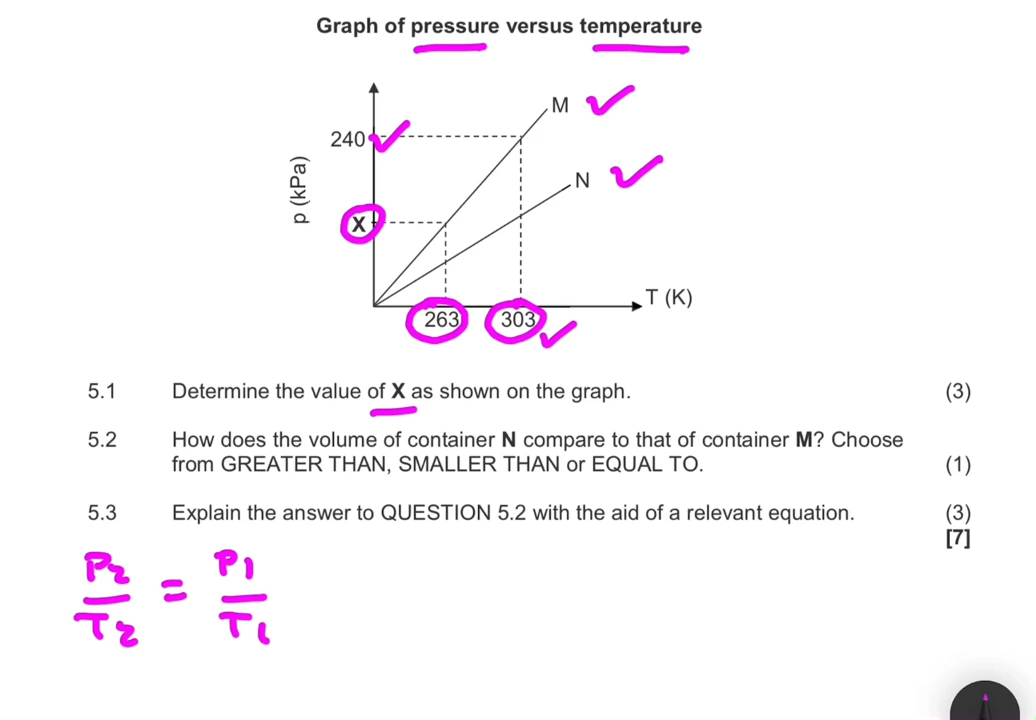 Graph of pressure versus temperature
M
240
N
p (kPa)
X
T (K)
263 303
5.1 Determine the value of X as shown on the graph. (3)
5.2 How does the volume of container N compare to that of container M? Choose
from GREATER THAN, SMALLER THAN or EQUAL TO. (1)
5.3 Explain the answer to QUESTION 5.2 with the aid of a relevant equation. (3)
[7]
P2 = P1
T2 T1